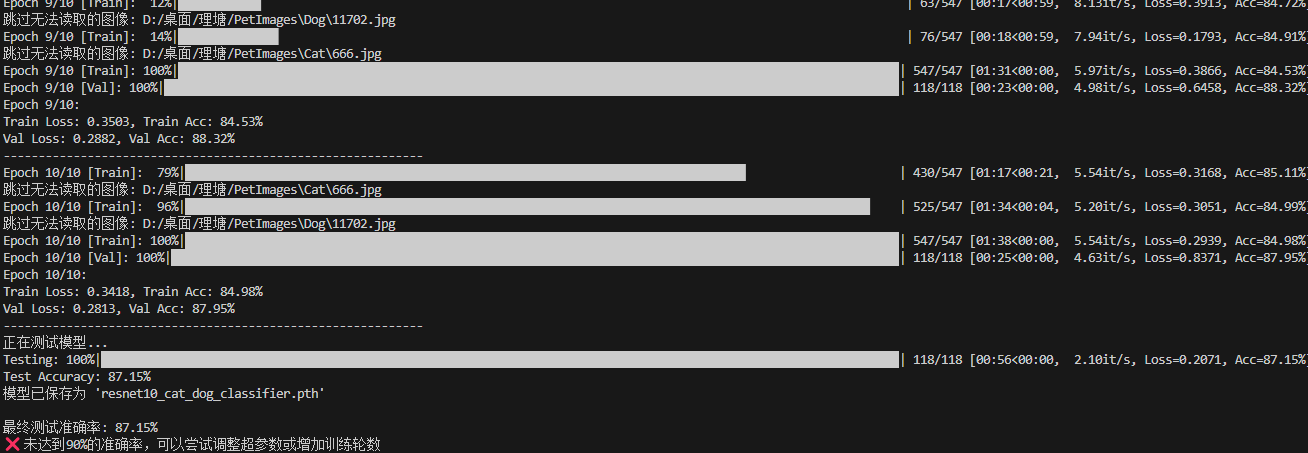 Epoch 9/10 [Train]: 12%| | 63/547 [00:17<00:59, 8.13it/s, Loss=0.3913, Acc=84.72%]
跳过无法读取的图像: D:/桌面/理塘/PetImages\Dog\11702.jpg
Epoch 9/10 [Train]: 14%| | 76/547 [00:18<00:59, 7.94it/s, Loss=0.1793, Acc=84.91%]
跳过无法读取的图像: D:/桌面/理塘/PetImages\Cat\666.jpg
Epoch 9/10 [Train]: 100%| | 547/547 [01:31<00:00, 5.97it/s, Loss=0.3866, Acc=84.53%]
Epoch 9/10 [Val]: 100%| | 118/118 [00:23<00:00, 4.98it/s, Loss=0.6458, Acc=88.32%]
Epoch 9/10:
Train Loss: 0.3503, Train Acc: 84.53%
Val Loss: 0.2882, Val Acc: 88.32%
------------------------------------------------------------
Epoch 10/10 [Train]: 79%| | 430/547 [01:17<00:21, 5.54it/s, Loss=0.3168, Acc=85.11%]
跳过无法读取的图像: D:/桌面/理塘/PetImages\Cat\666.jpg
Epoch 10/10 [Train]: 96%| | 525/547 [01:34<00:04, 5.20it/s, Loss=0.3051, Acc=84.99%]
跳过无法读取的图像: D:/桌面/理塘/PetImages\Dog\11702.jpg
Epoch 10/10 [Train]: 100%| | 547/547 [01:38<00:00, 5.54it/s, Loss=0.2939, Acc=84.98%]
Epoch 10/10 [Val]: 100%| | 118/118 [00:25<00:00, 4.63it/s, Loss=0.8371, Acc=87.95%]
Epoch 10/10:
Train Loss: 0.3418, Train Acc: 84.98%
Val Loss: 0.2813, Val Acc: 87.95%
------------------------------------------------------------
正在测试模型...
Testing: 100%| | 118/118 [00:56<00:00, 2.10it/s, Loss=0.2071, Acc=87.15%]
Test Accuracy: 87.15%
模型已保存为 'resnet10_cat_dog_classifier.pth'
最终测试准确率: 87.15%
❌ 未达到90%的准确率，可以尝试调整超参数或增加训练轮数